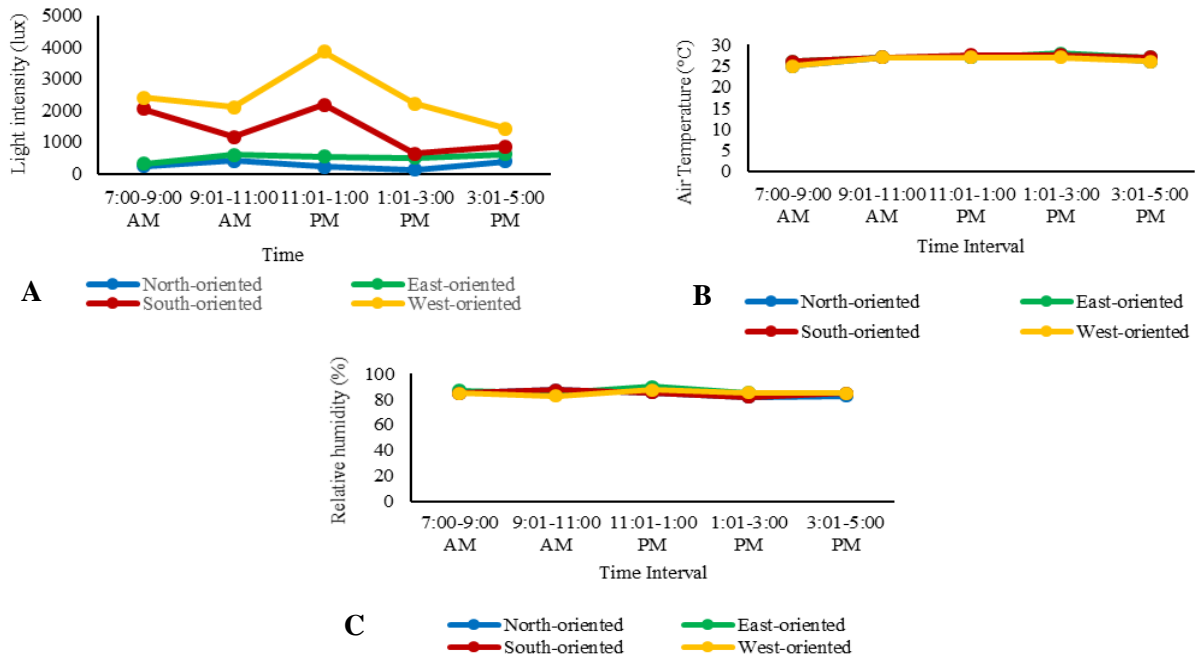 Light intensity (lux)
5000
4000
3000
2000
1000
0
7:00-9:00 9:01-11:00 11:01-1:00 1:01-3:00 3:01-5:00
AM AM PM PM PM
Time
North-oriented East-oriented
South-oriented West-oriented
A
Air Temperature (°C)
30
25
20
15
10
5
0
7:00-9:00 9:01-11:00 11:01-1:00 1:01-3:00 3:01-5:00
AM AM PM PM PM
Time Interval
B
North-oriented East-oriented
South-oriented West-oriented
Relative humidity (%)
100
80
60
40
20
0
7:00-9:00 9:01-11:00 11:01-1:00 1:01-3:00 3:01-5:00
AM AM PM PM PM
Time Interval
C
North-oriented East-oriented
South-oriented West-oriented